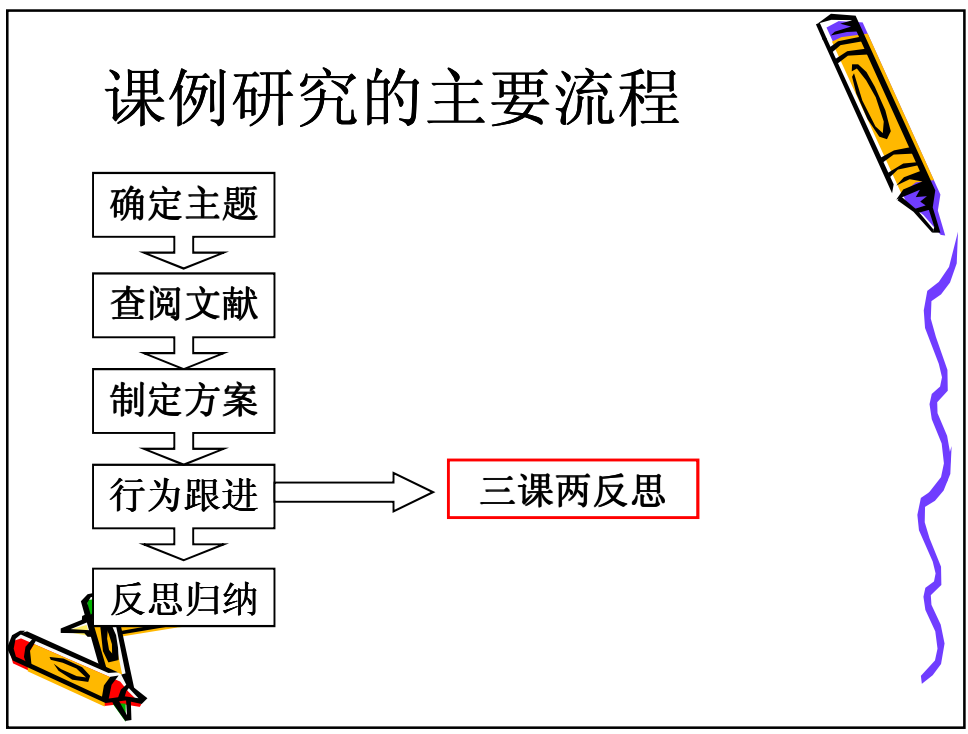 课例研究的主要流程
确定主题
查阅文献
制定方案
行为跟进
三课两反思
反思归纳